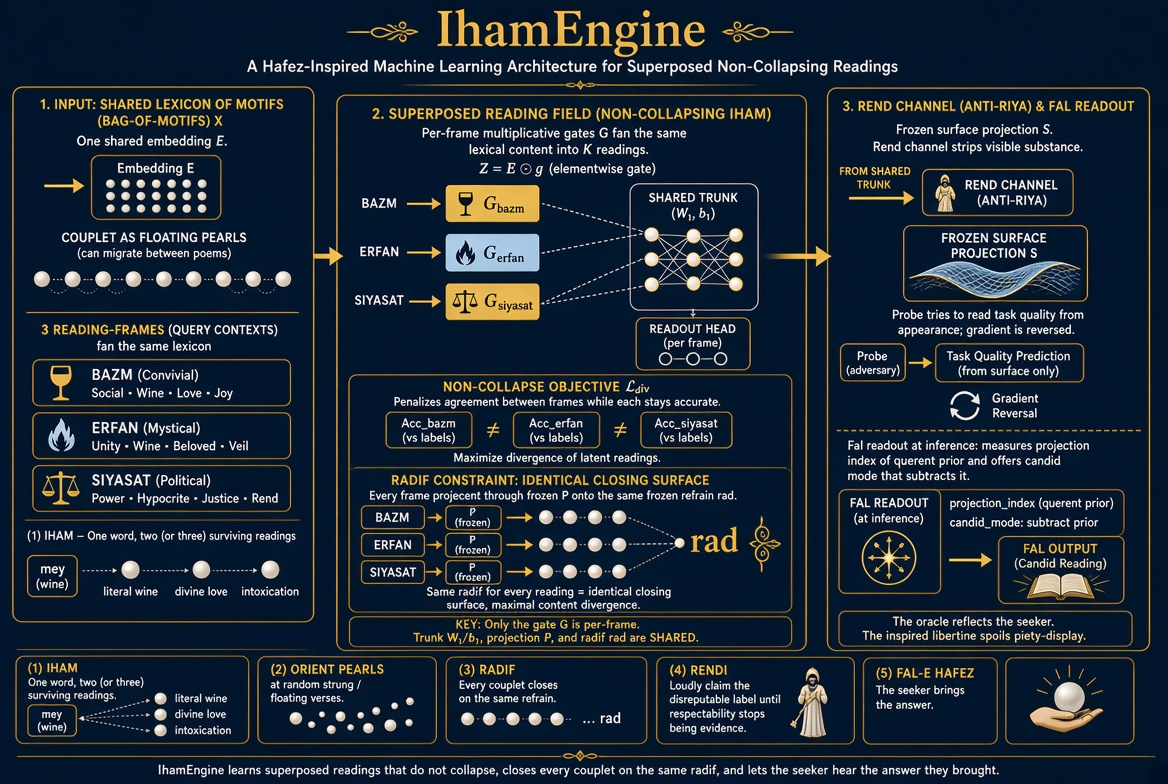 IhamEngine
A Hafez-Inspired Machine Learning Architecture for Superposed Non-Collapsing Readings
1. INPUT: SHARED LEXICON OF MOTIFS
(BAG-OF-MOTIFS) X
One shared embedding E.
Embedding E
COUPLET AS FLOATING PEARLS
(can migrate between poems)
3 READING-FRAMES (QUERY CONTEXTS)
fan the same lexicon
BAZM (Convivial)
Social • Wine • Love • Joy
ERFAN (Mystical)
Unity • Wine • Beloved • Veil
SIYASAT (Political)
Power • Hypocrite • Justice • Rend
(1) IHAM – One word, two (or three) surviving readings
mey
(wine)
literal wine
divine love
intoxication
2. SUPERPOSED READING FIELD (NON-COLLAPSING IHAM)
Per-frame multiplicative gates G fan the same
lexical content into K readings.
Z = E ⊙ g (elementwise gate)
BAZM
G_bazm
ERFAN
G_erfan
SIYASAT
G_siyasat
SHARED TRUNK
(W₁, b₁)
READOUT HEAD
(per frame)
NON-COLLAPSE OBJECTIVE ℒ_div
Penalizes agreement between frames while each stays accurate.
Acc_bazm
(vs labels)
≠
Acc_erfan
(vs labels)
≠
Acc_siyasat
(vs labels)
Maximize divergence of latent readings.
RADIF CONSTRAINT: IDENTICAL CLOSING SURFACE
Every frame projecent through frozen P onto the same frozen refrain rad.
BAZM
P
(frozen)
ERFAN
P
(frozen)
SIYASAT
P
(frozen)
rad
Same radif for every reading = identical closing
surface, maximal content divergence.
KEY: Only the gate G is per-frame.
Trunk W₁/b₁, projection P, and radif rad are SHARED.
3. REND CHANNEL (ANTI-RIYA) & FAL READOUT
Frozen surface projection S.
Rend channel strips visible substance.
FROM SHARED
TRUNK
REND CHANNEL
(ANTI-RIYA)
FROZEN SURFACE
PROJECTION S
Probe tries to read task quality from
appearance; gradient is reversed.
Probe
(adversary)
Task Quality Prediction
(from surface only)
Gradient
Reversal
Fal readout at inference: measures projection
index of querent prior and offers candid
mode that subtracts it.
FAL READOUT
(at inference)
projection_index (querent prior)
candid_mode: subtract prior
FAL OUTPUT
(Candid Reading)
The oracle reflects the seeker.
The inspired libertine spoils piety-display.
(1) IHAM
One word, two (or three)
surviving readings.
mey
(wine)
literal wine
divine love
intoxication
(2) ORIENT PEARLS
at random strung /
floating verses.
(3) RADIF
Every couplet closes
on the same refrain.
... rad
(4) RENDI
Loudly claim the
disreputable label until
respectability stops
being evidence.
(5) FAL-E HAFEZ
The seeker brings
the answer.
IhamEngine learns superposed readings that do not collapse, closes every couplet on the same radif, and lets the seeker hear the answer they brought.